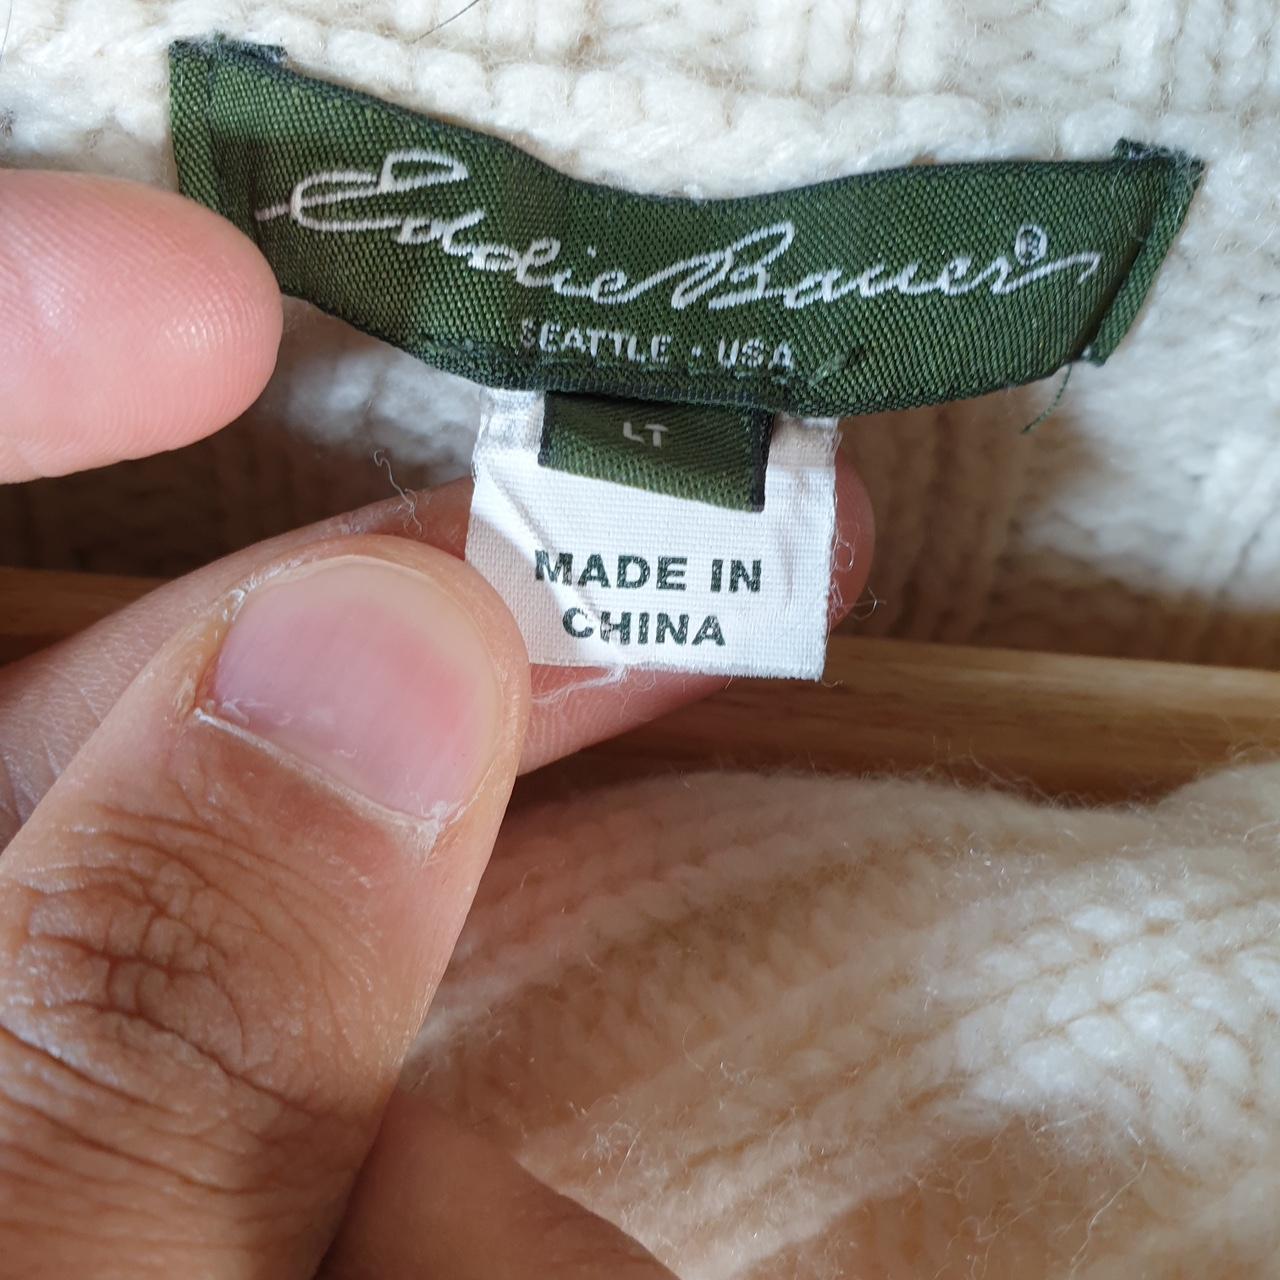 Eddie Bauer®
SEATTLE • USA
LT
MADE IN
CHINA